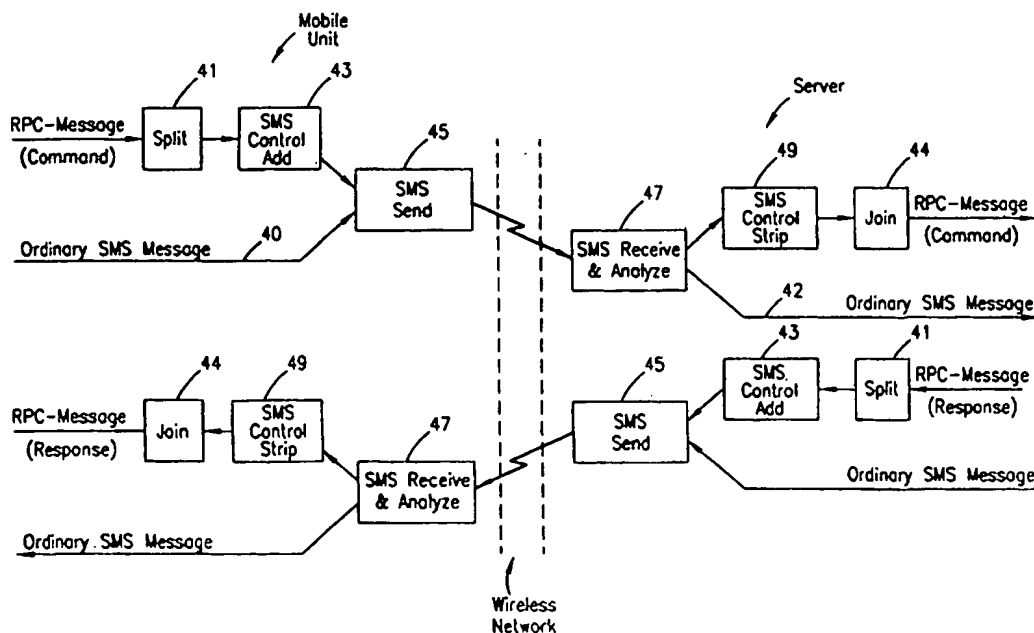 Mobile
Unit
41
43
RPC-Message
(Command)
Split
SMS
Control
Add
45
SMS
Send
Ordinary SMS Message
40
Server
49
44
47
SMS
Control
Strip
Join
RPC-Message
(Command)
SMS Receive
& Analyze
42
Ordinary SMS Message
44
49
RPC-Message
(Response)
Join
SMS
Control
Strip
47
SMS Receive
& Analyze
Ordinary.SMS Message
45
43
41
SMS
Send
SMS.
Control
Add
Split
RPC-Message
(Response)
Ordinary SMS Message
Wireless
Network